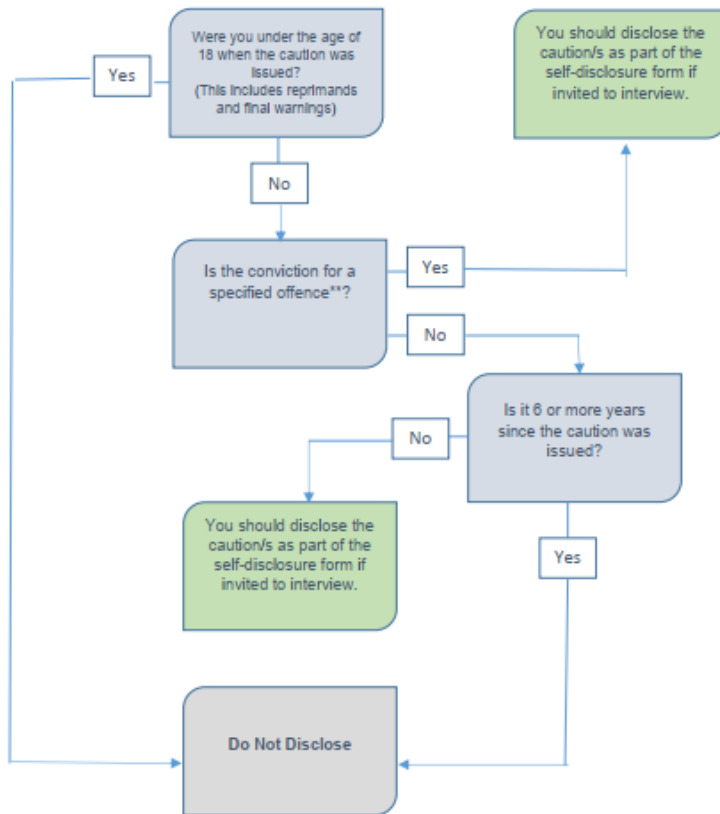 Were you under the age of
18 when the caution was
issued?
(This includes reprimands
and final warnings)
You should disclose the
caution/s as part of the
self-disclosure form if
invited to interview.
Yes
No
Is the conviction for a
specified offence**?
Yes
No
Is it 6 or more years
since the caution was
issued?
No
You should disclose the
caution/s as part of the
self-disclosure form if
invited to interview.
Yes
Do Not Disclose